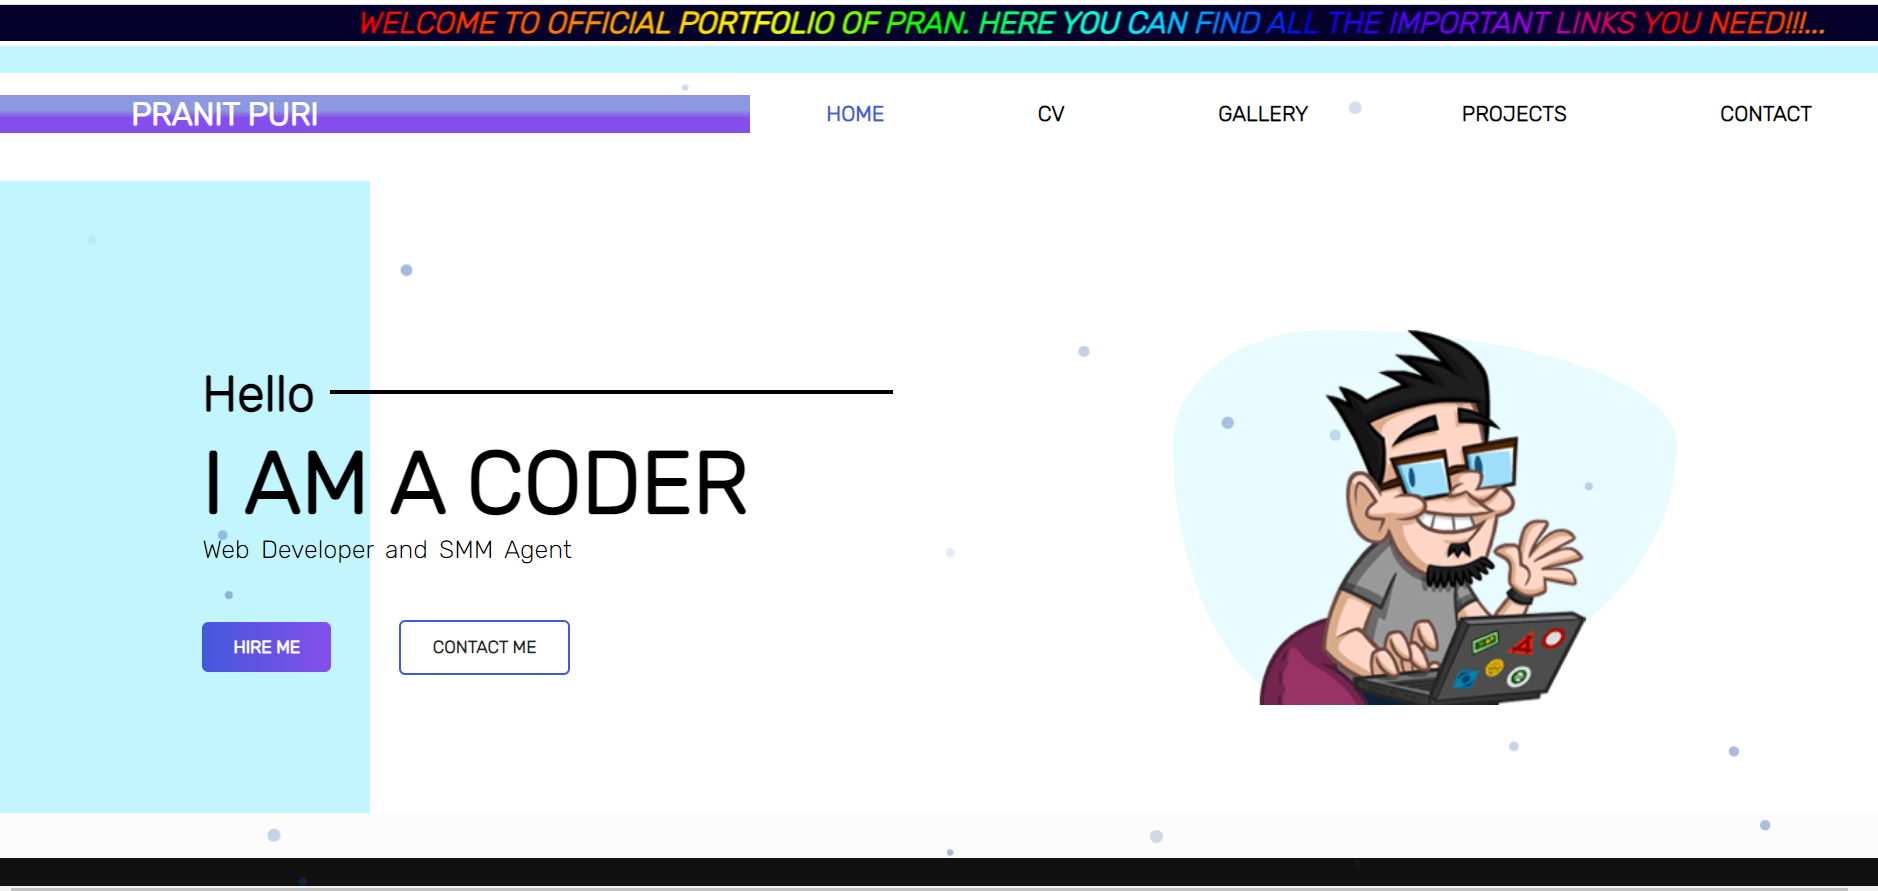 WELCOME TO OFFICIAL PORTFOLIO OF PRAN. HERE YOU CAN FIND ALL THE IMPORTANT LINKS YOU NEED!!!...
PRANIT PURI
HOME
CV
GALLERY
PROJECTS
CONTACT
Hello
I AM A CODER
Web Developer and SMM Agent
HIRE ME
CONTACT ME